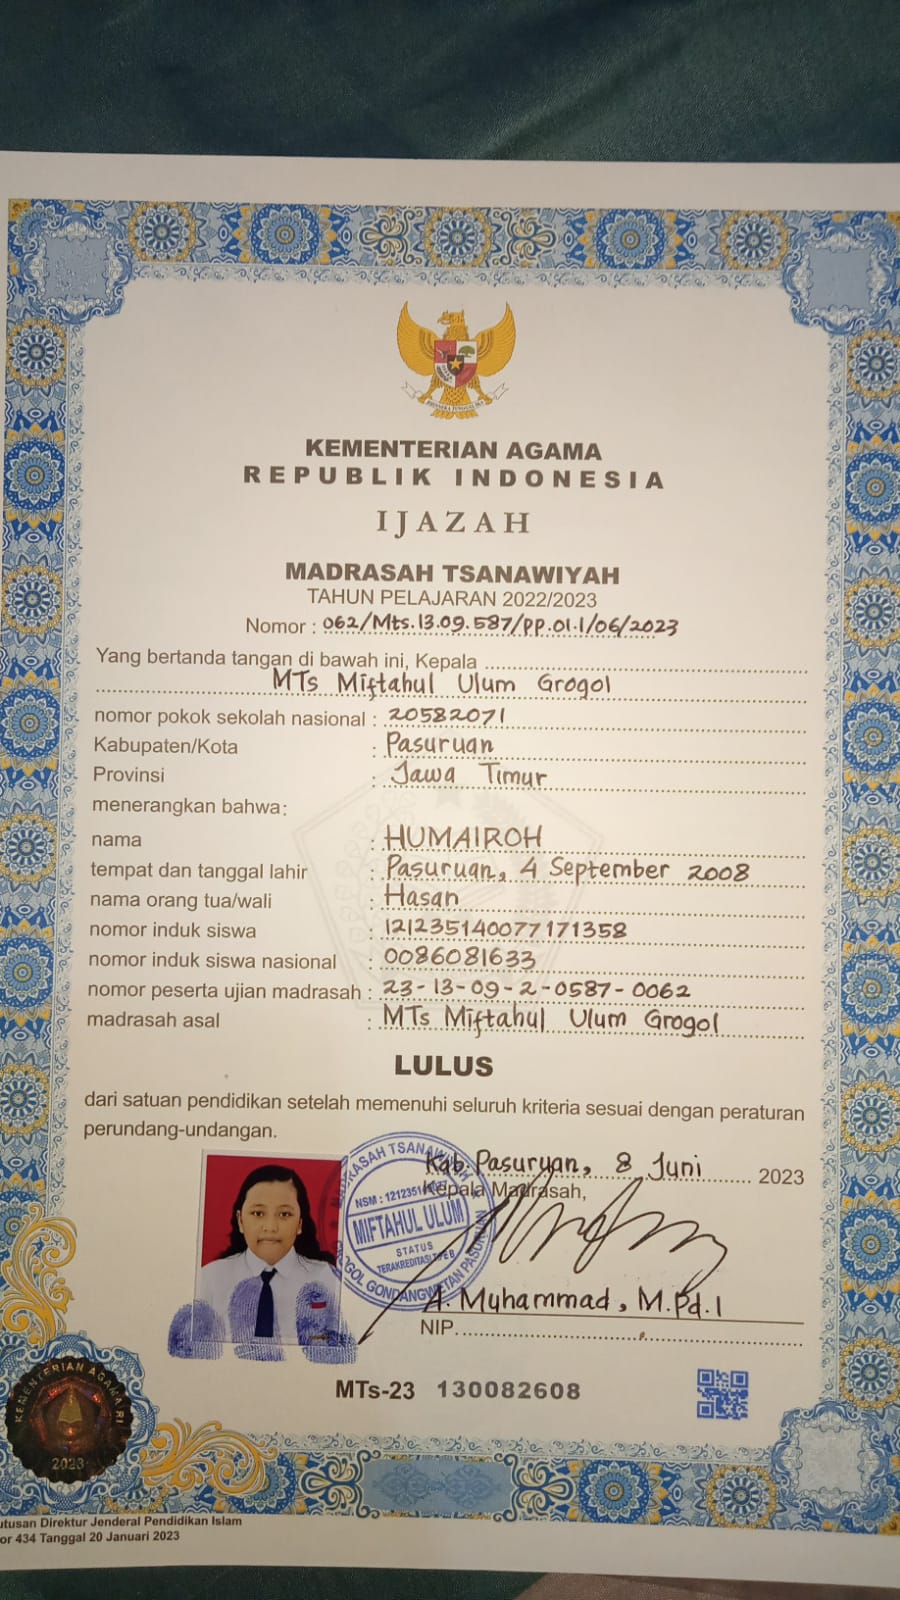 KEMENTERIAN AGAMA
REPUBLIK INDONESIA
IJAZAH
MADRASAH TSANAWIYAH
TAHUN PELAJARAN 2022/2023
Nomor : 062/Mts.13.09.587/PP.01.1/06/2023
Yang bertanda tangan di bawah ini, Kepala
MTs Miftahul Ulum Grogol
nomor pokok sekolah nasional : 20582071
Kabupaten/Kota : Pasuruan
Provinsi : Jawa Timur
menerangkan bahwa:
nama : HUMAIROH
tempat dan tanggal lahir : Pasuruan, 4 September 2008
nama orang tua/wali : Hasan
nomor induk siswa : 121235140077171358
nomor induk siswa nasional : 0086081633
nomor peserta ujian madrasah : 23-13-09-2-0587-0062
madrasah asal : MTs Miftahul Ulum Grogol
LULUS
dari satuan pendidikan setelah memenuhi seluruh kriteria sesuai dengan peraturan
perundang-undangan.
Kab. Pasuruan, 8 Juni 2023
Kepala Madrasah,
MADRASAH TSANAWIYAH
NSM : 1212351
MIFTAHUL ULUM
STATUS
TERAKREDITASI
GROGOL GONDANGWETAN PASURUAN
A. Muhammad, M.Pd.I
NIP.
MTs-23 130082608
KEMENTERIAN AGAMA RI
2023
utusan Direktur Jenderal Pendidikan Islam
or 434 Tanggal 20 Januari 2023